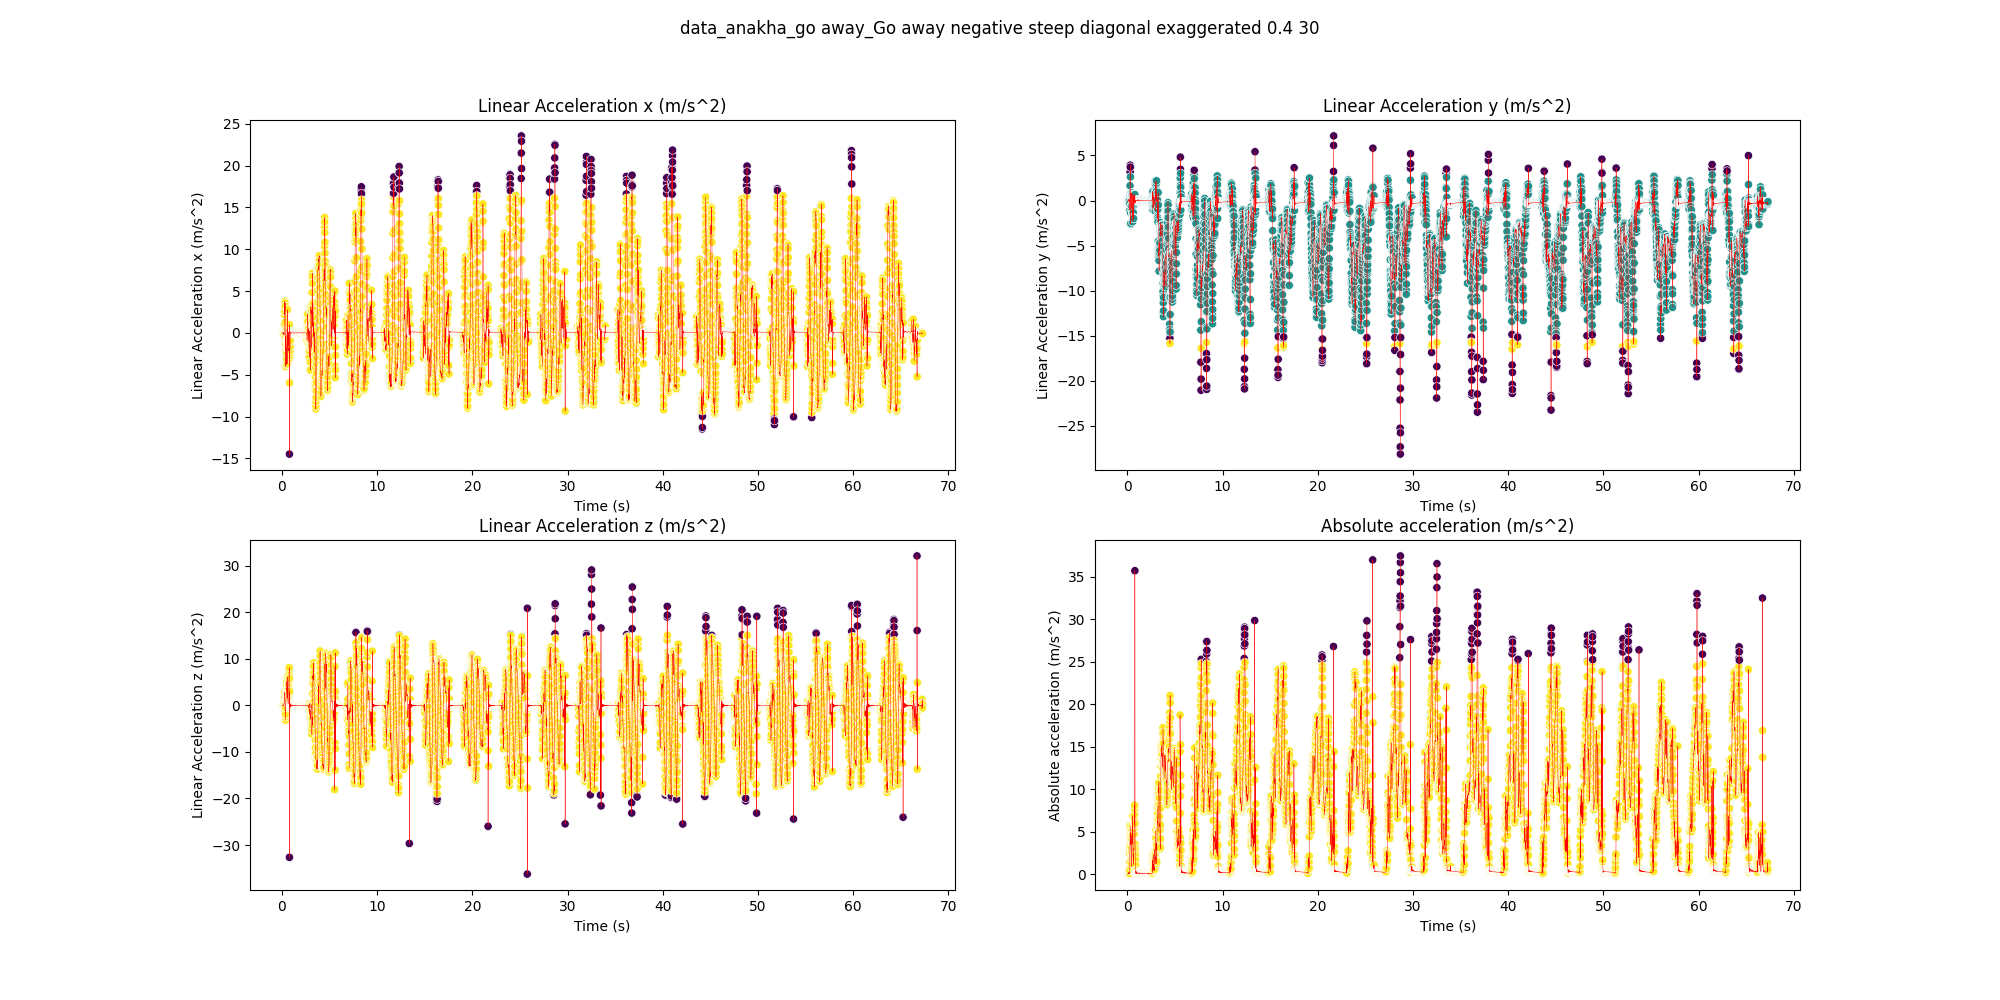 data_anakha_go away_Go away negative steep diagonal exaggerated 0.4 30
Linear Acceleration x (m/s^2)
Linear Acceleration x (m/s^2)
25
20
15
10
5
0
−5
−10
−15
0 10 20 30 40 50 60 70
Time (s)
Linear Acceleration y (m/s^2)
Linear Acceleration y (m/s^2)
5
0
−5
−10
−15
−20
−25
0 10 20 30 40 50 60 70
Time (s)
Linear Acceleration z (m/s^2)
Linear Acceleration z (m/s^2)
30
20
10
0
−10
−20
−30
0 10 20 30 40 50 60 70
Time (s)
Absolute acceleration (m/s^2)
Absolute acceleration (m/s^2)
35
30
25
20
15
10
5
0
0 10 20 30 40 50 60 70
Time (s)